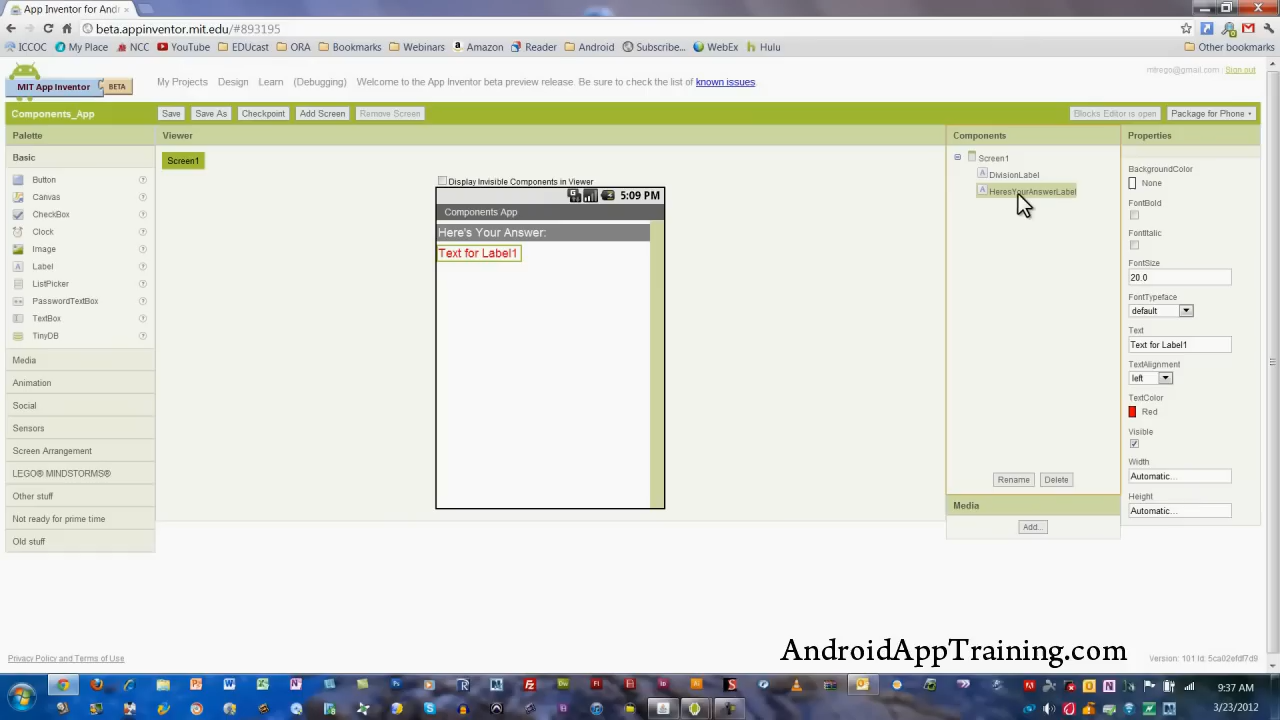 App Inventor for Andr
beta.appinventor.mit.edu/#893195
ICCOC My Place NCC YouTube EDUcast ORA Bookmarks Webinars Amazon Reader Android Subscribe... WebEx Hulu Other bookmarks
MIT App Inventor BETA
My Projects Design Learn (Debugging) Welcome to the App Inventor beta preview release. Be sure to check the list of known issues.
mtrego@gmail.com | Sign out
Components_App
Save Save As Checkpoint Add Screen Remove Screen Blocks Editor is open Package for Phone
Palette
Viewer
Components
Properties
Basic
Button
Canvas
CheckBox
Clock
Image
Label
ListPicker
PasswordTextBox
TextBox
TinyDB
Media
Animation
Social
Sensors
Screen Arrangement
LEGO® MINDSTORMS®
Other stuff
Not ready for prime time
Old stuff
Screen1
Display Invisible Components in Viewer
5:09 PM
Components App
Here's Your Answer:
Text for Label1
Screen1
DivisionLabel
HeresYourAnswerLabel
Rename Delete
Media
Add...
BackgroundColor
None
FontBold
FontItalic
FontSize
20.0
FontTypeface
default
Text
Text for Label1
TextAlignment
left
TextColor
Red
Visible
Width
Automatic...
Height
Automatic...
AndroidAppTraining.com
Privacy Policy and Terms of Use
Version: 101 Id: 5ca02efdf7d9
9:37 AM
3/23/2012